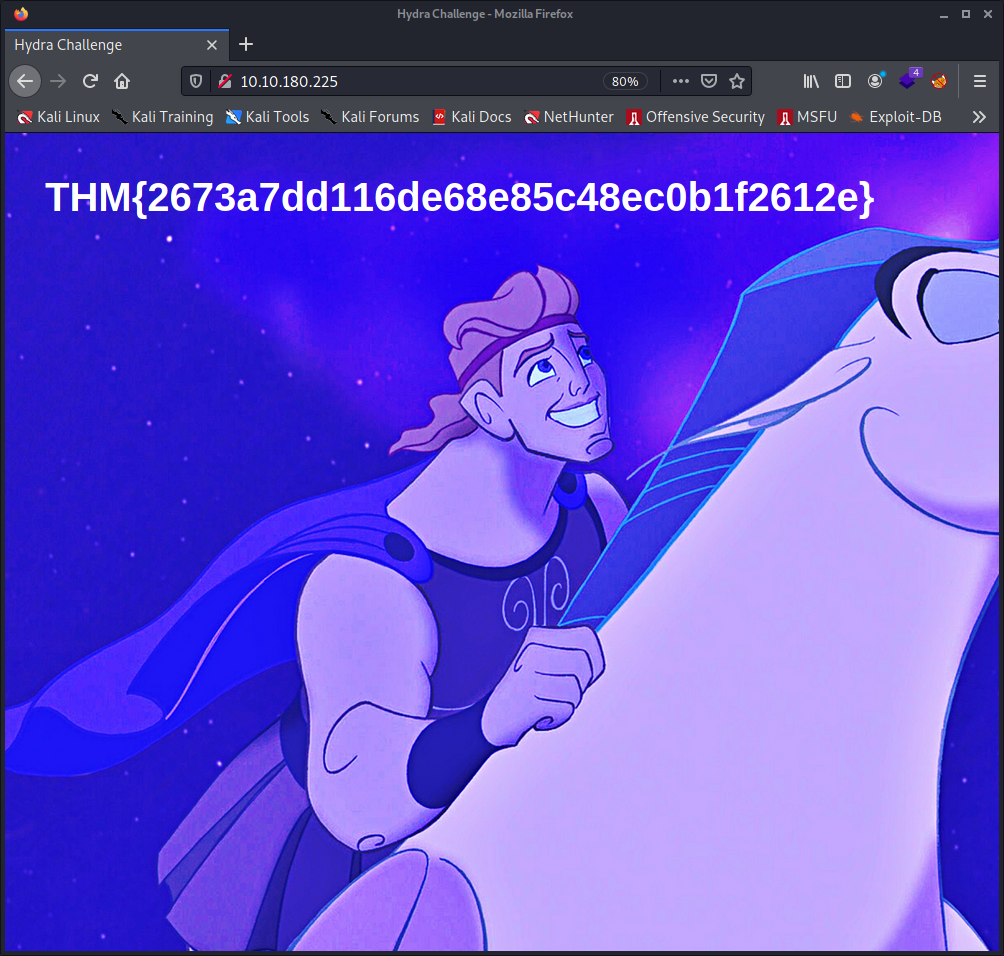 Hydra Challenge - Mozilla Firefox
Hydra Challenge
10.10.180.225
80%
4
Kali Linux Kali Training Kali Tools Kali Forums Kali Docs NetHunter Offensive Security MSFU Exploit-DB
THM{2673a7dd116de68e85c48ec0b1f2612e}